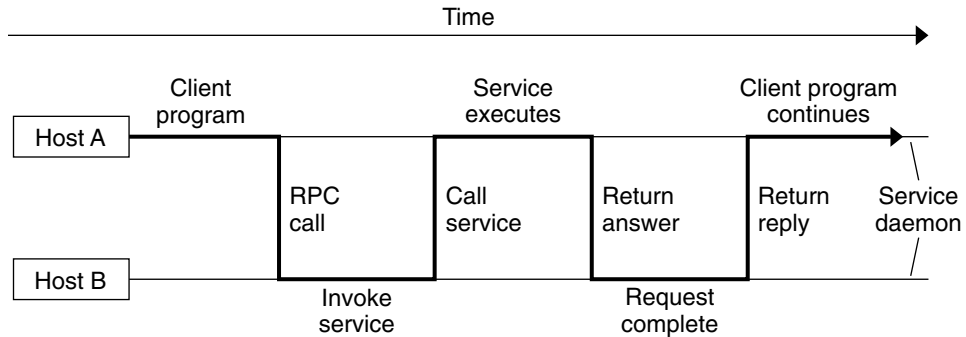 Time
Client
program
Service
executes
Client program
continues
Host A
RPC
call
Call
service
Return
answer
Return
reply
Service
daemon
Host B
Invoke
service
Request
complete